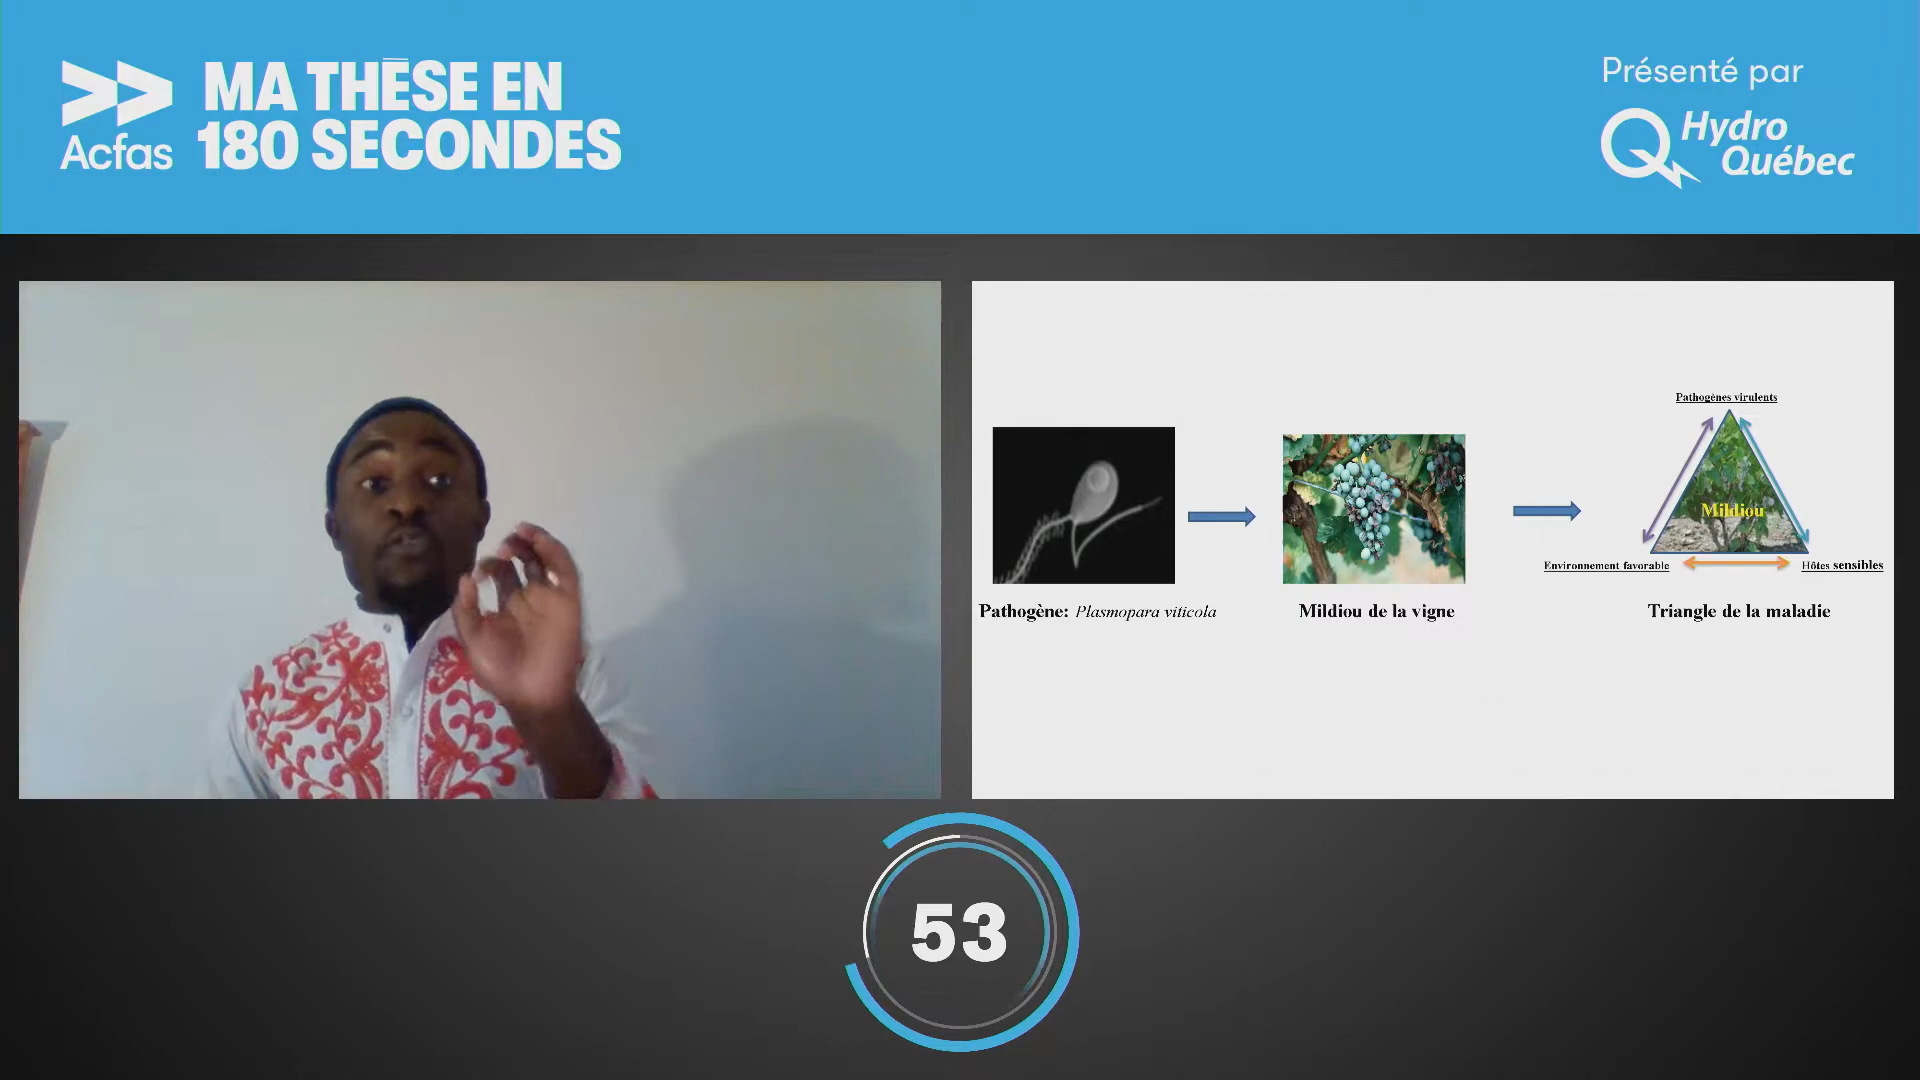 Acfas
MA THÈSE EN
180 SECONDES
Présenté par
Hydro
Québec
Pathogènes virulents
Mildiou
Environnement favorable
Hôtes sensibles
Pathogène: Plasmopara viticola
Mildiou de la vigne
Triangle de la maladie
53